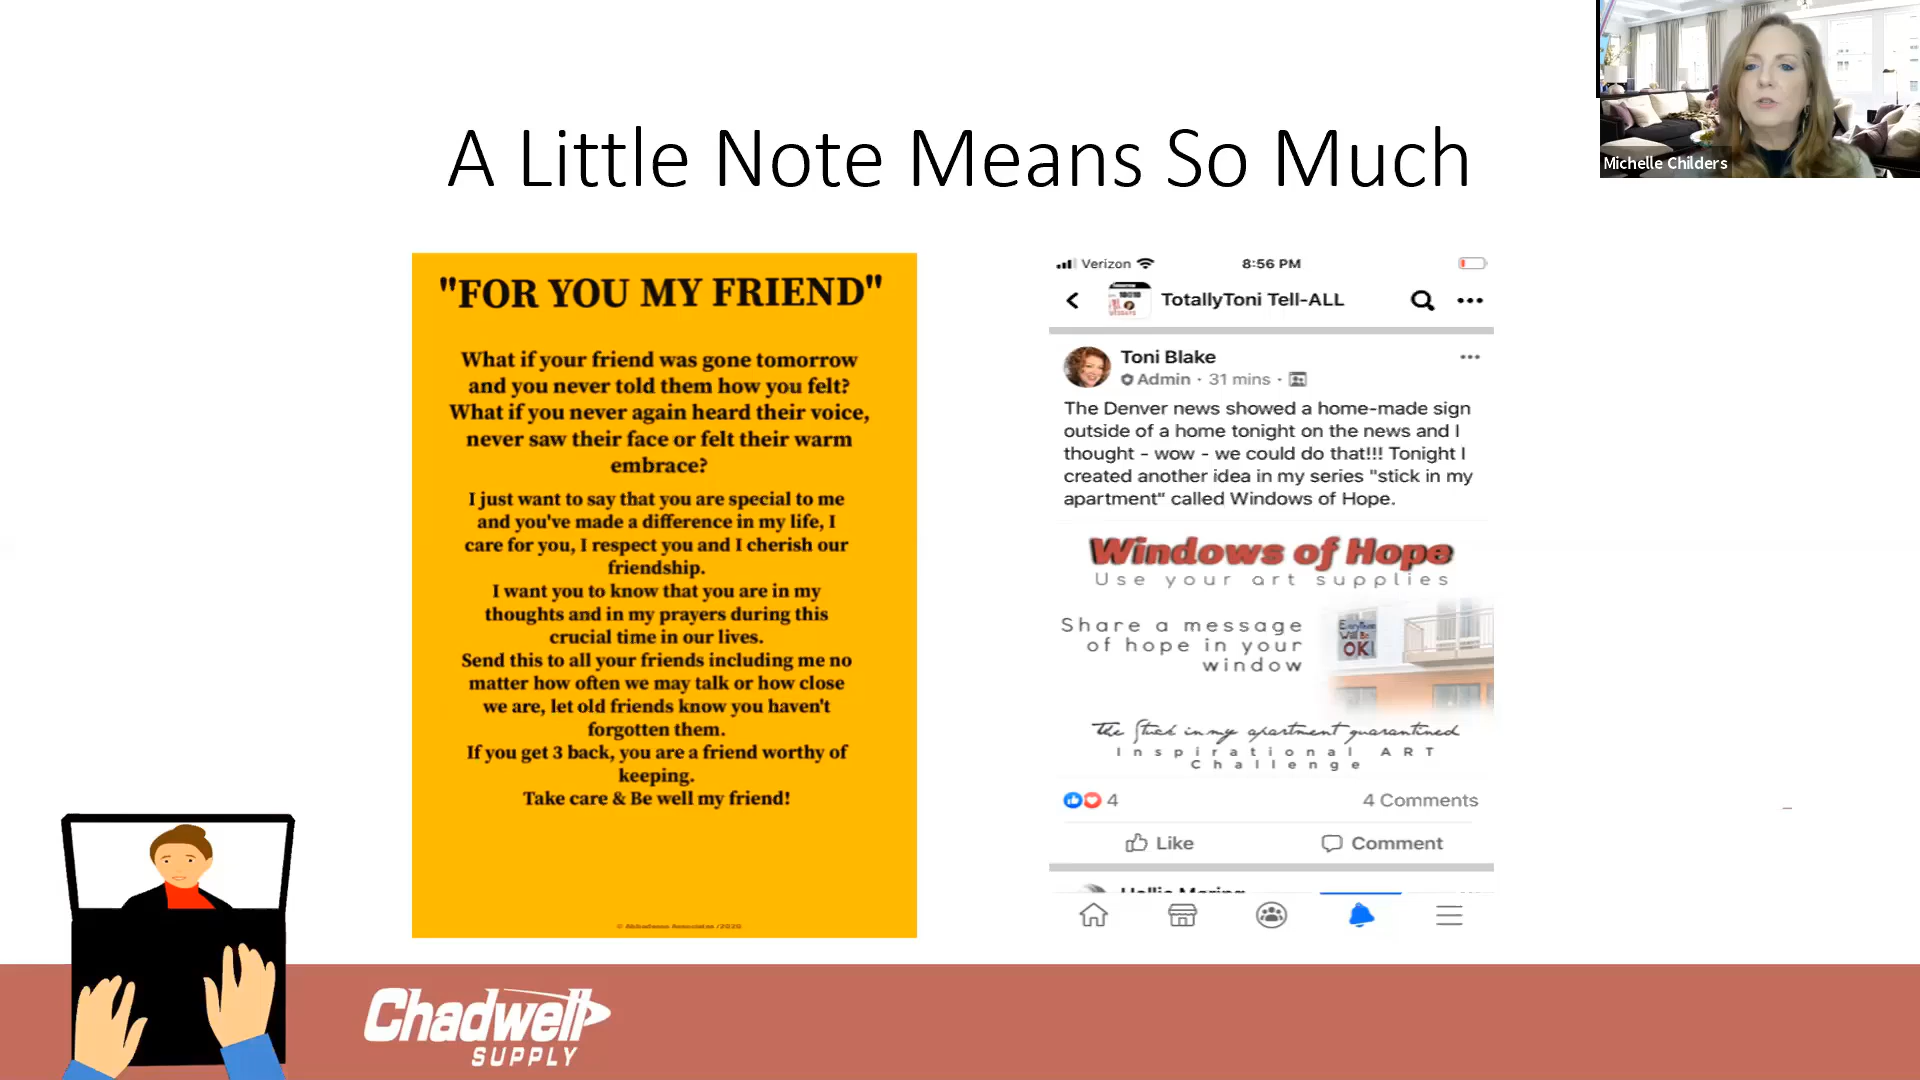 A Little Note Means So Much
Michelle Childers
"FOR YOU MY FRIEND"
What if your friend was gone tomorrow
and you never told them how you felt?
What if you never again heard their voice,
never saw their face or felt their warm
embrace?
I just want to say that you are special to me
and you've made a difference in my life, I
care for you, I respect you and I cherish our
friendship.
I want you to know that you are in my
thoughts and in my prayers during this
crucial time in our lives.
Send this to all your friends including me no
matter how often we may talk or how close
we are, let old friends know you haven't
forgotten them.
If you get 3 back, you are a friend worthy of
keeping.
Take care & Be well my friend!
Associates /2020
Verizon 8:56 PM
TotallyToni Tell-ALL
Toni Blake
Admin · 31 mins ·
The Denver news showed a home-made sign
outside of a home tonight on the news and I
thought - wow - we could do that!!! Tonight I
created another idea in my series "stick in my
apartment" called Windows of Hope.
Windows of Hope
Use your art supplies
Share a message
of hope in your
window
Everything
Will Be
OK!
The Stuck in my apartment quarantined
Inspirational ART
Challenge
4 4 Comments
Like Comment
Chadwell
SUPPLY